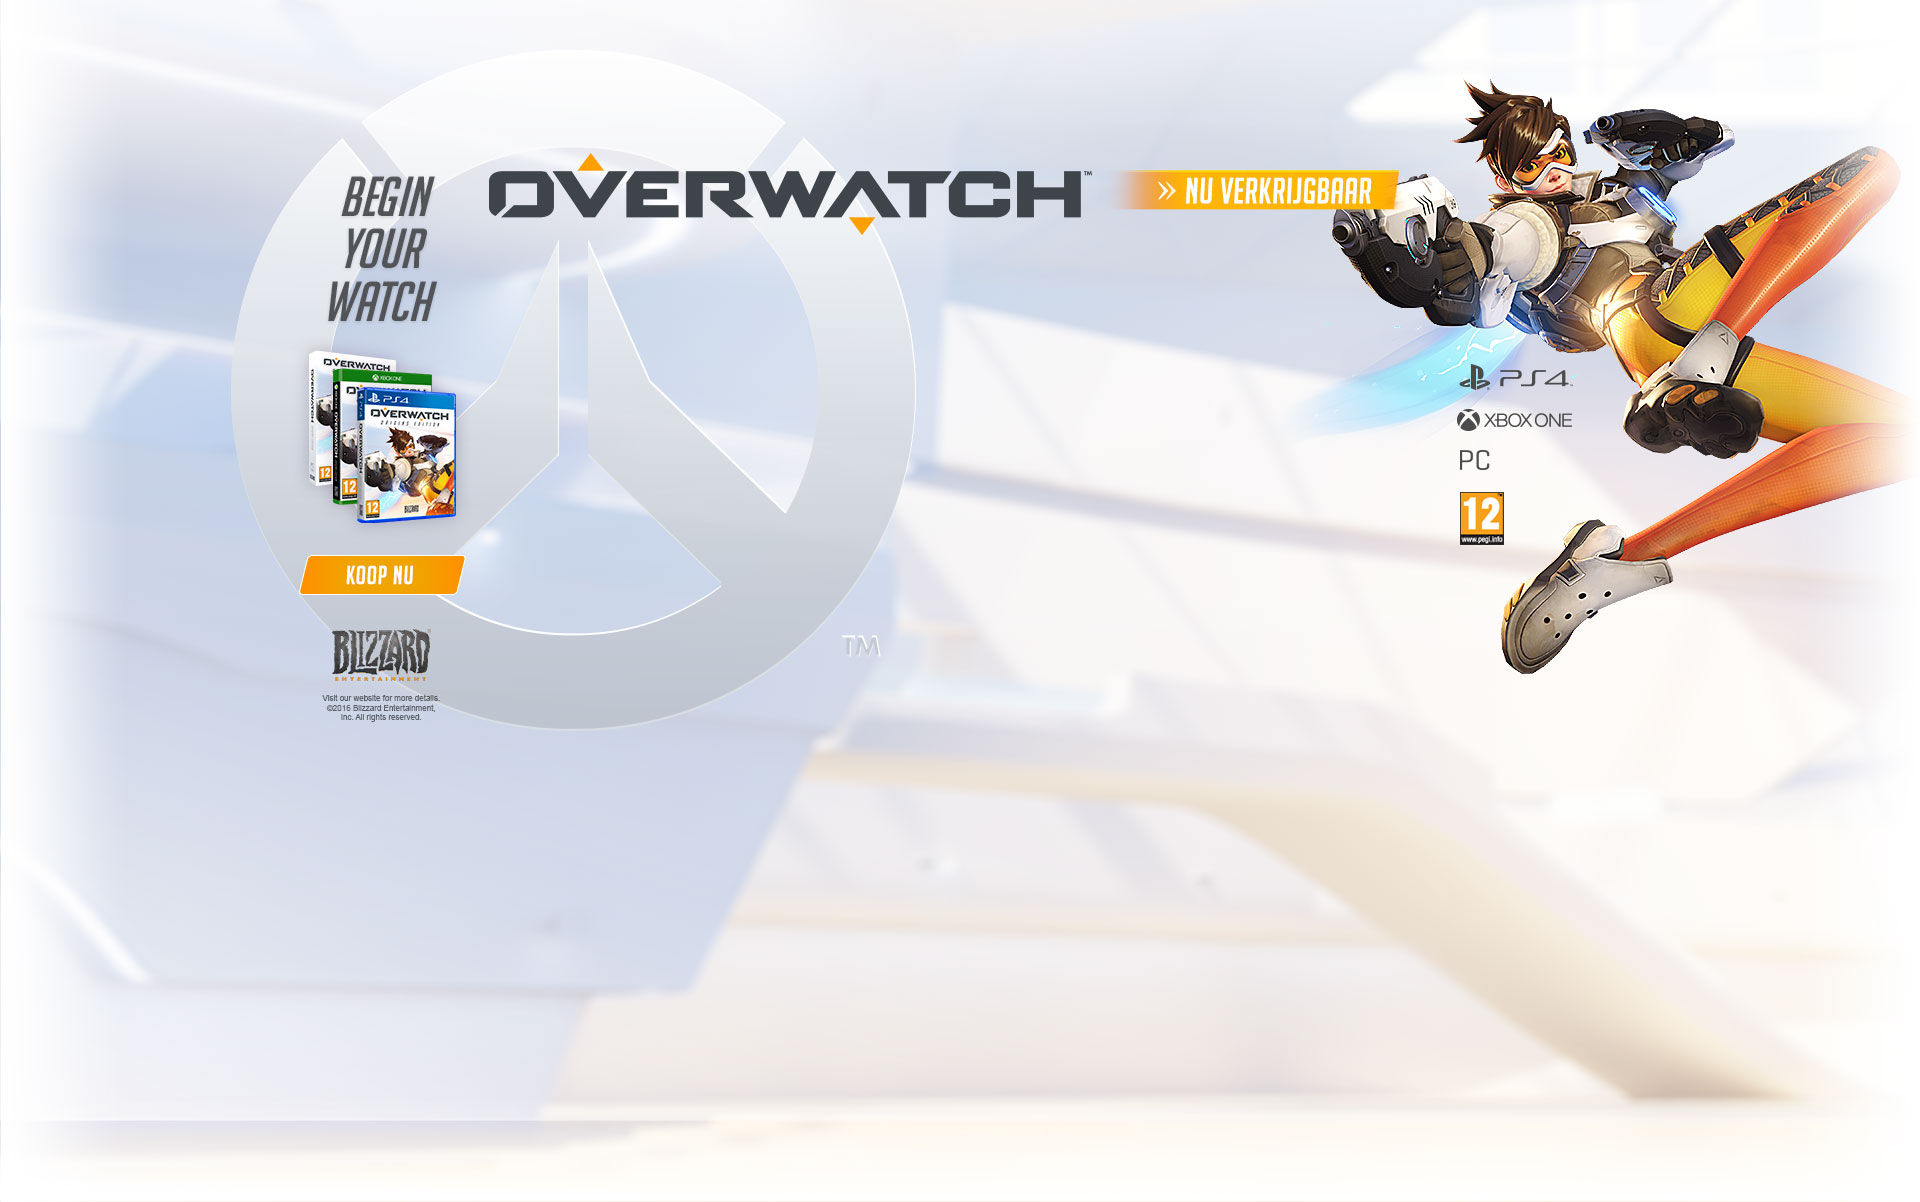 BEGIN
YOUR
WATCH
OVERWATCH™
» NU VERKRIJGBAAR
OVERWATCH
XBOX ONE
PS4
OVERWATCH
ORIGINS EDITION
OVERWATCH
12
12
12
BLIZZARD
KOOP NU
BLIZZARD
ENTERTAINMENT
Visit our website for more details.
©2016 Blizzard Entertainment,
Inc. All rights reserved.
TM
PS4
XBOX ONE
PC
12
www.pegi.info